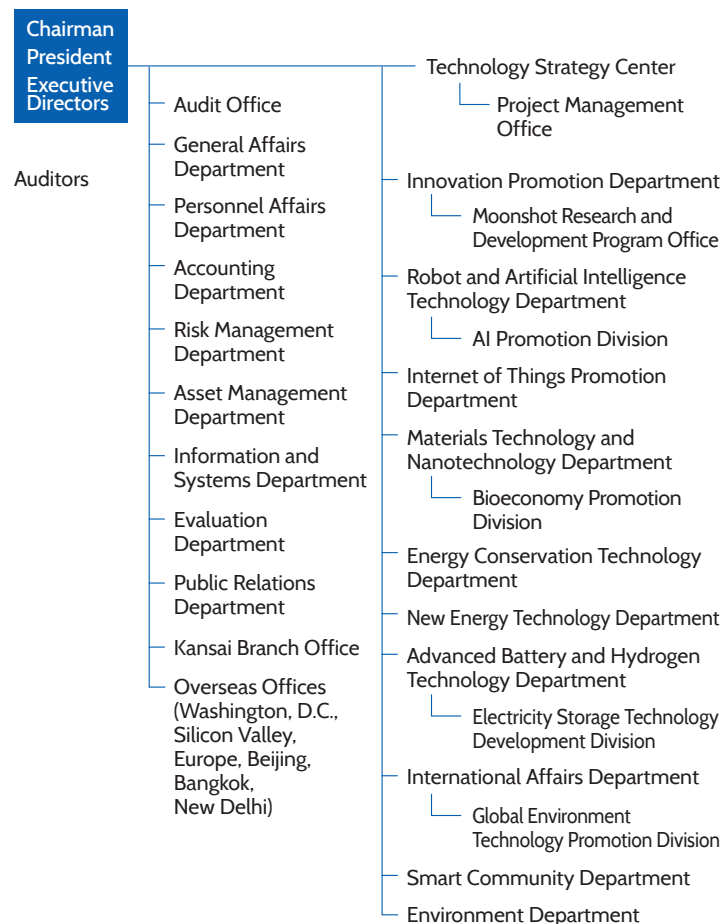 Chairman
President
Executive
Directors
Auditors
Audit Office
General Affairs
Department
Personnel Affairs
Department
Accounting
Department
Risk Management
Department
Asset Management
Department
Information and
Systems Department
Evaluation
Department
Public Relations
Department
Kansai Branch Office
Overseas Offices
(Washington, D.C.,
Silicon Valley,
Europe, Beijing,
Bangkok,
New Delhi)
Technology Strategy Center
Project Management
Office
Innovation Promotion Department
Moonshot Research and
Development Program Office
Robot and Artificial Intelligence
Technology Department
AI Promotion Division
Internet of Things Promotion
Department
Materials Technology and
Nanotechnology Department
Bioeconomy Promotion
Division
Energy Conservation Technology
Department
New Energy Technology Department
Advanced Battery and Hydrogen
Technology Department
Electricity Storage Technology
Development Division
International Affairs Department
Global Environment
Technology Promotion Division
Smart Community Department
Environment Department